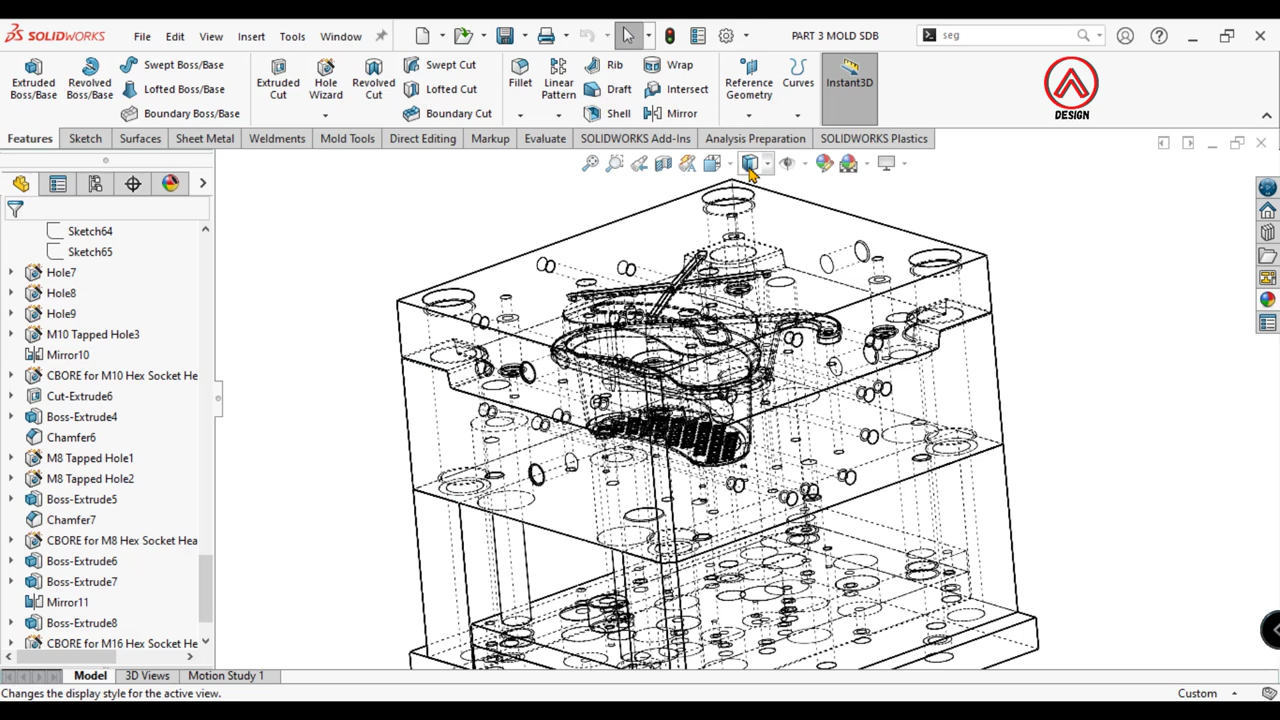 SOLIDWORKS
File
Edit
View
Insert
Tools
Window
PART 3 MOLD SDB
seg
Extruded Boss/Base
Revolved Boss/Base
Swept Boss/Base
Lofted Boss/Base
Boundary Boss/Base
Extruded Cut
Hole Wizard
Revolved Cut
Swept Cut
Lofted Cut
Boundary Cut
Fillet
Linear Pattern
Rib
Draft
Shell
Wrap
Intersect
Mirror
Reference Geometry
Curves
Instant3D
DESIGN
Features
Sketch
Surfaces
Sheet Metal
Weldments
Mold Tools
Direct Editing
Markup
Evaluate
SOLIDWORKS Add-Ins
Analysis Preparation
SOLIDWORKS Plastics
Sketch64
Sketch65
Hole7
Hole8
Hole9
M10 Tapped Hole3
Mirror10
CBORE for M10 Hex Socket He
Cut-Extrude6
Boss-Extrude4
Chamfer6
M8 Tapped Hole1
M8 Tapped Hole2
Boss-Extrude5
Chamfer7
CBORE for M8 Hex Socket Hea
Boss-Extrude6
Boss-Extrude7
Mirror11
Boss-Extrude8
CBORE for M16 Hex Socket He
Model
3D Views
Motion Study 1
Changes the display style for the active view.
Custom